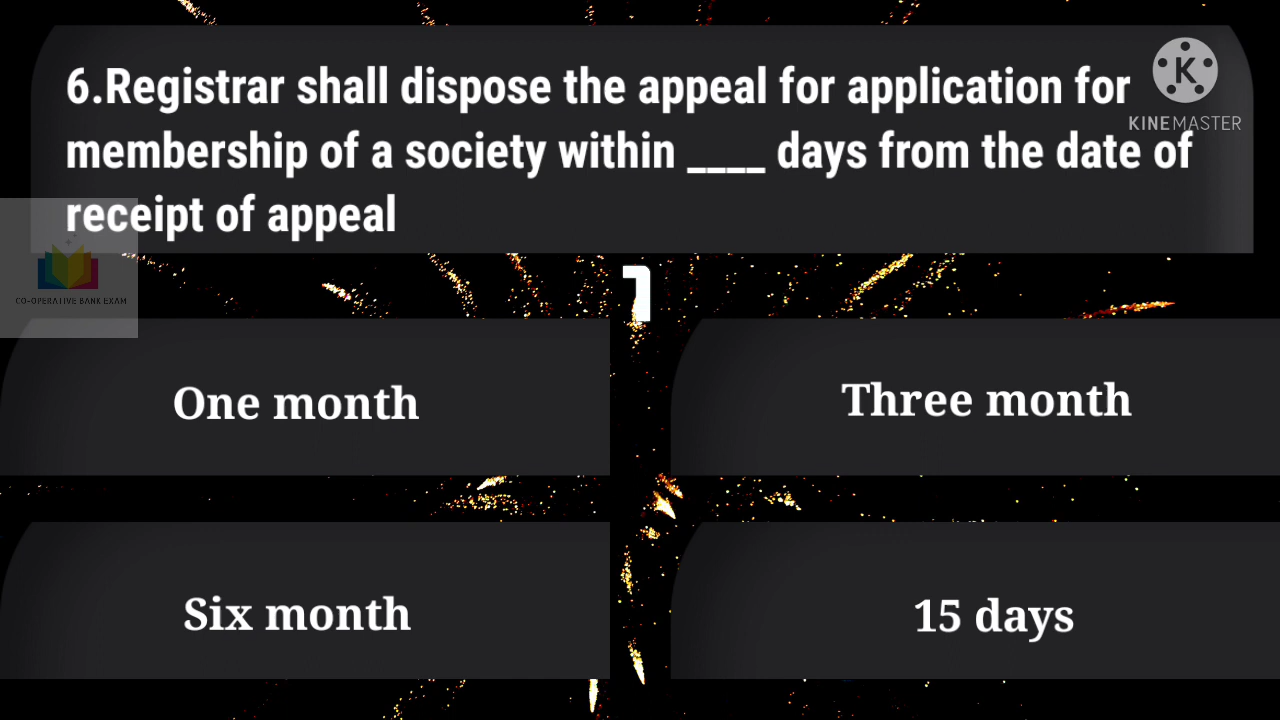 6.Registrar shall dispose the appeal for application for
membership of a society within ____ days from the date of
receipt of appeal
KINEMASTER
CO-OPERATIVE BANK EXAM
1
One month
Three month
Six month
15 days